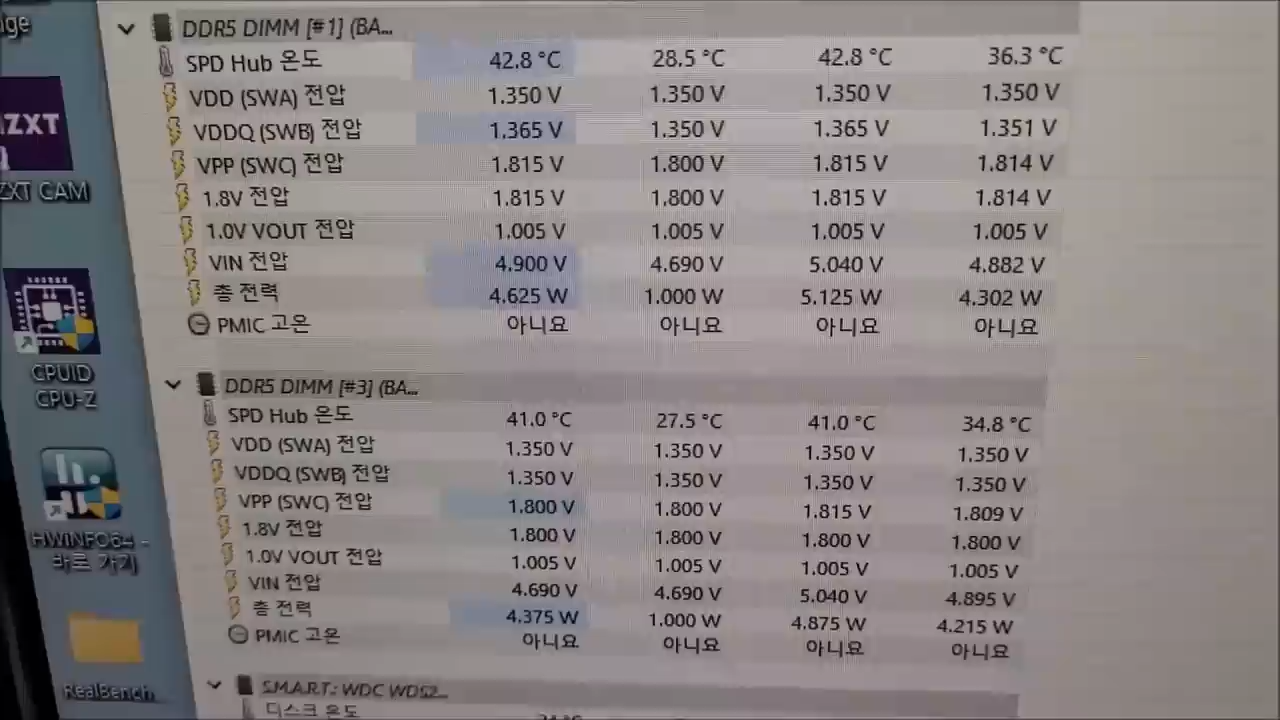 DDR5 DIMM [#1] (BA...
SPD Hub 온도 42.8 °C 28.5 °C 42.8 °C 36.3 °C
VDD (SWA) 전압 1.350 V 1.350 V 1.350 V 1.350 V
VDDQ (SWB) 전압 1.365 V 1.350 V 1.365 V 1.351 V
VPP (SWC) 전압 1.815 V 1.800 V 1.815 V 1.814 V
1.8V 전압 1.815 V 1.800 V 1.815 V 1.814 V
1.0V VOUT 전압 1.005 V 1.005 V 1.005 V 1.005 V
VIN 전압 4.900 V 4.690 V 5.040 V 4.882 V
총 전력 4.625 W 1.000 W 5.125 W 4.302 W
PMIC 고온 아니요 아니요 아니요 아니요
DDR5 DIMM [#3] (BA...
SPD Hub 온도 41.0 °C 27.5 °C 41.0 °C 34.8 °C
VDD (SWA) 전압 1.350 V 1.350 V 1.350 V 1.350 V
VDDQ (SWB) 전압 1.350 V 1.350 V 1.350 V 1.350 V
VPP (SWC) 전압 1.800 V 1.800 V 1.815 V 1.809 V
1.8V 전압 1.800 V 1.800 V 1.800 V 1.800 V
1.0V VOUT 전압 1.005 V 1.005 V 1.005 V 1.005 V
VIN 전압 4.690 V 4.690 V 5.040 V 4.895 V
총 전력 4.375 W 1.000 W 4.875 W 4.215 W
PMIC 고온 아니요 아니요 아니요 아니요
S.M.A.R.T.: WDC WDS2...
디스크 온도
ZXT CAM
CPUID
CPU-Z
HWiNFO64 -
바로 가기
RealBench